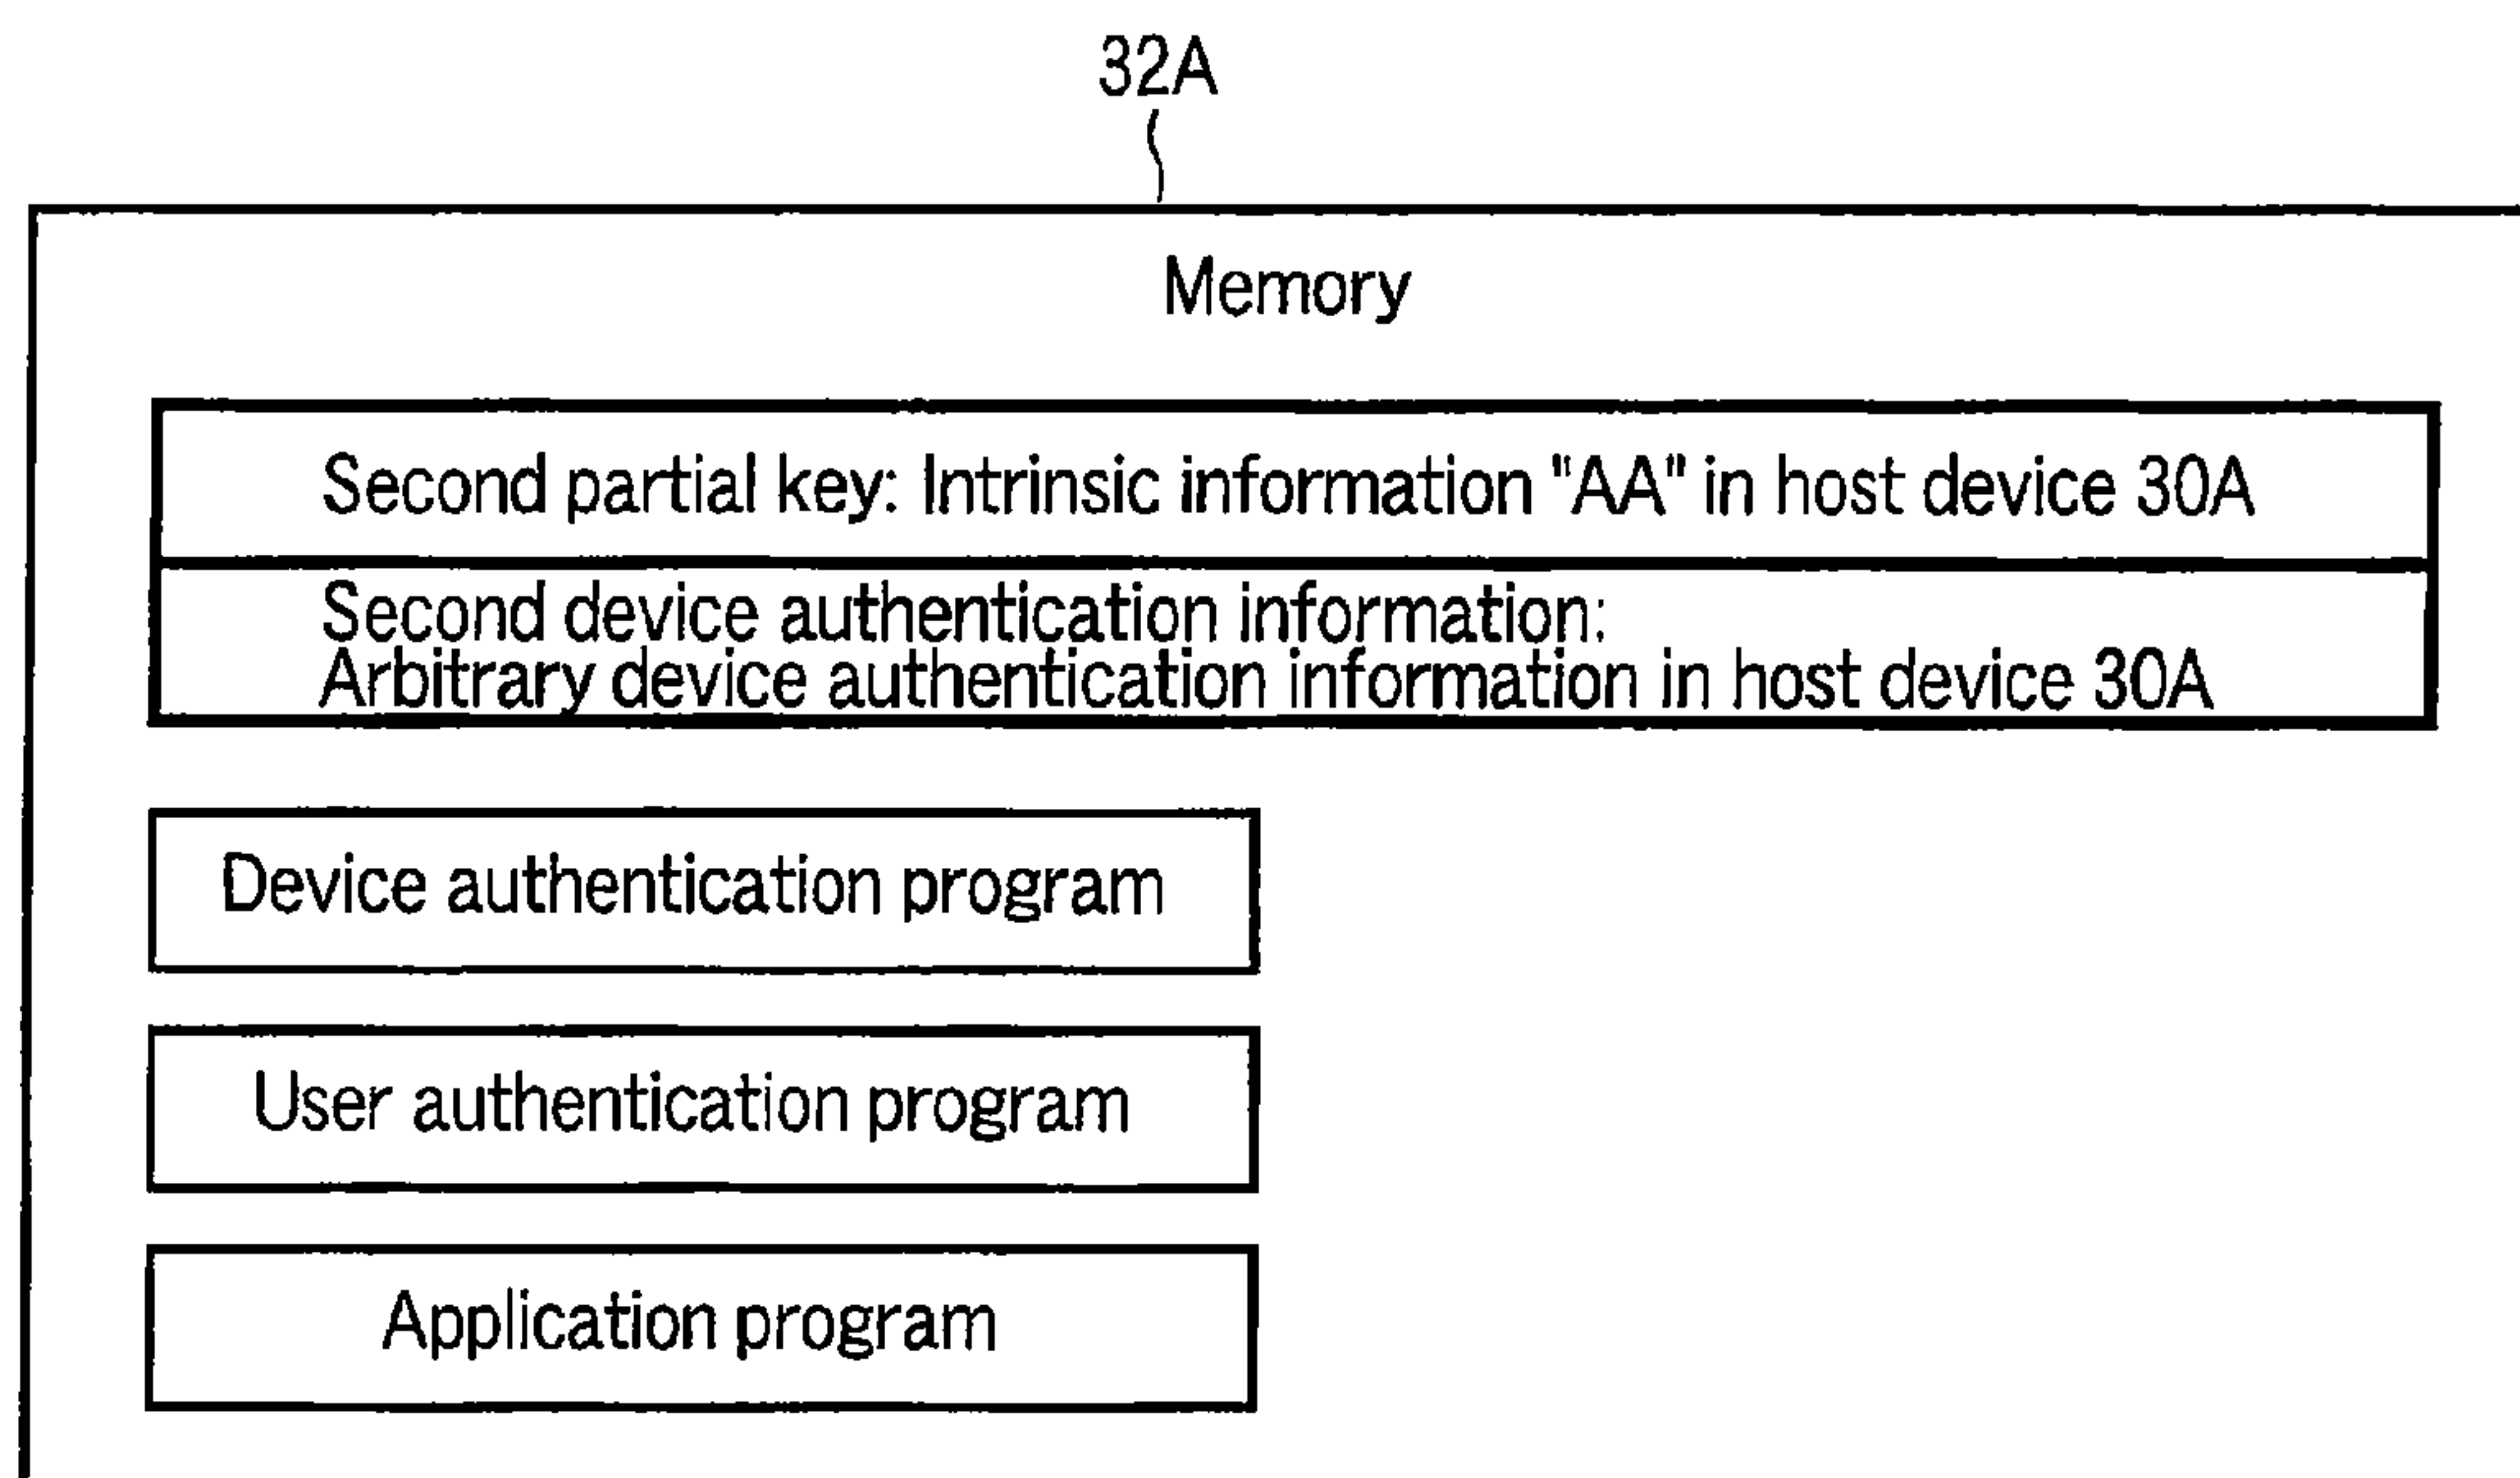 32A
Memory
Second partial key: Intrinsic information "AA" in host device 30A
Second device authentication information:
Arbitrary device authentication information in host device 30A
Device authentication program
User authentication program
Application program